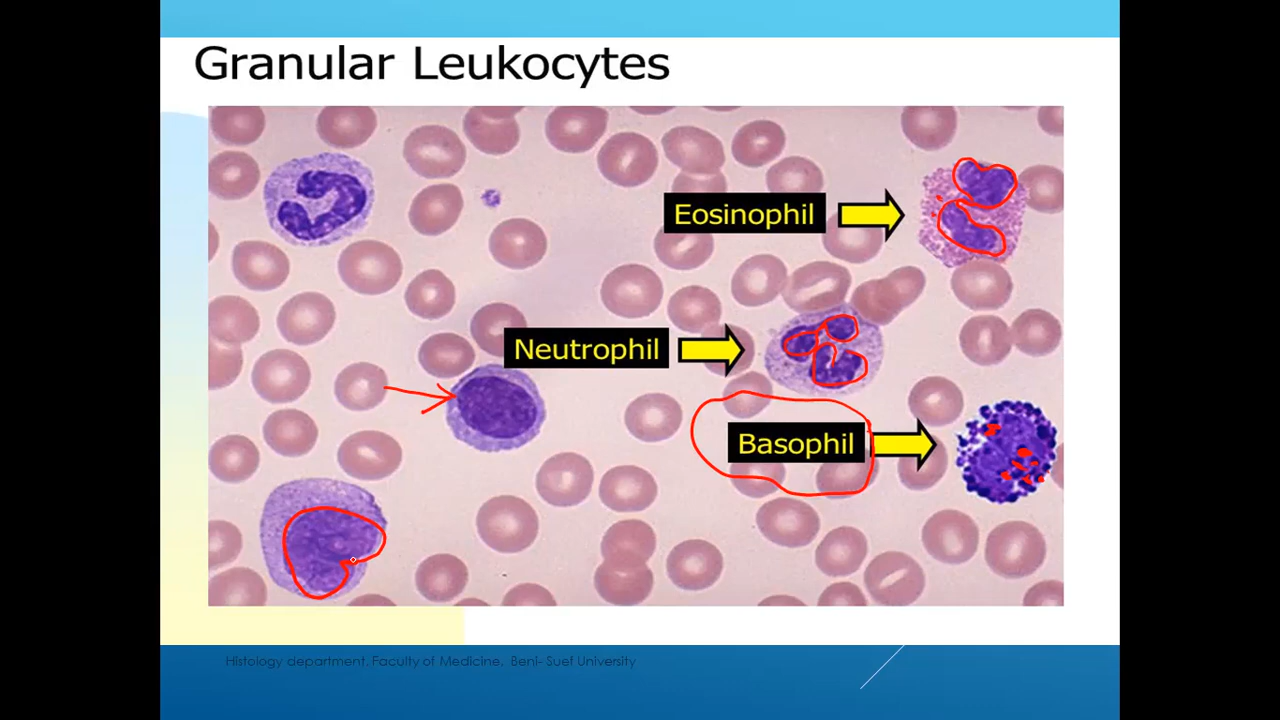 Granular Leukocytes
Eosinophil
Neutrophil
Basophil
Histology department, Faculty of Medicine, Beni- Suef University